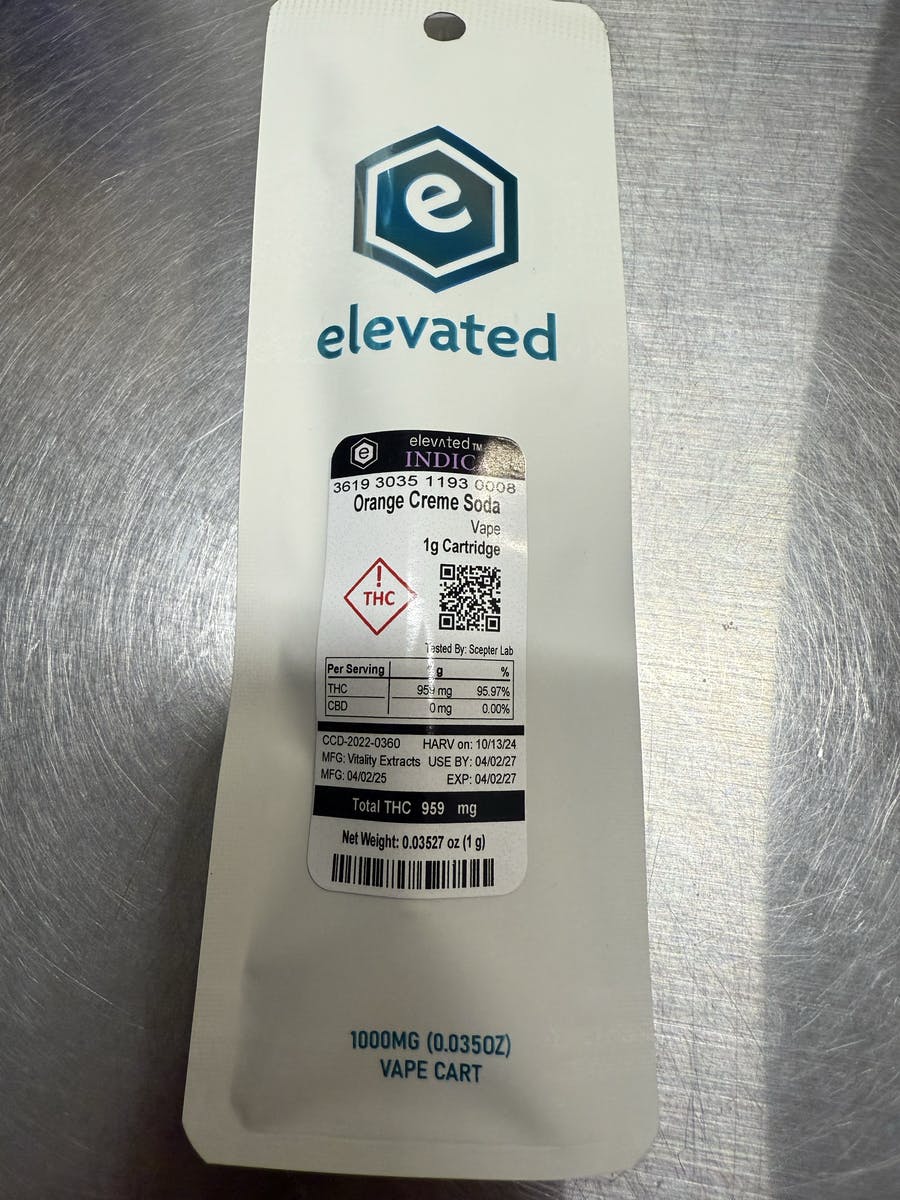 e
elevated
e
elevated TM
INDIC
3619 3035 1193 0008
Orange Creme Soda
Vape
1g Cartridge
!
THC
Tested By: Scepter Lab
Per Serving g %
THC 959 mg 95.97%
CBD 0 mg 0.00%
CCD-2022-0360 HARV on: 10/13/24
MFG: Vitality Extracts USE BY: 04/02/27
MFG: 04/02/25 EXP: 04/02/27
Total THC 959 mg
Net Weight: 0.03527 oz (1 g)
1000MG (0.035OZ)
VAPE CART